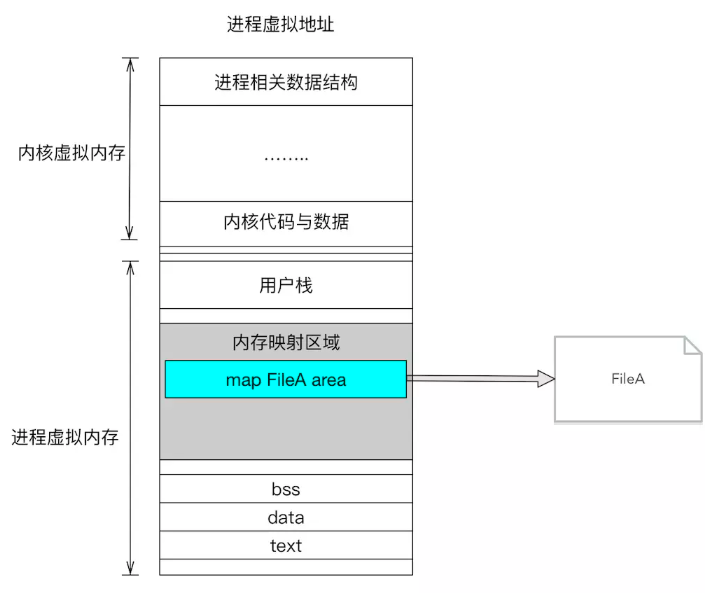 进程虚拟地址
进程相关数据结构
内核虚拟内存
……..
内核代码与数据
用户栈
内存映射区域
map FileA area
FileA
进程虚拟内存
bss
data
text